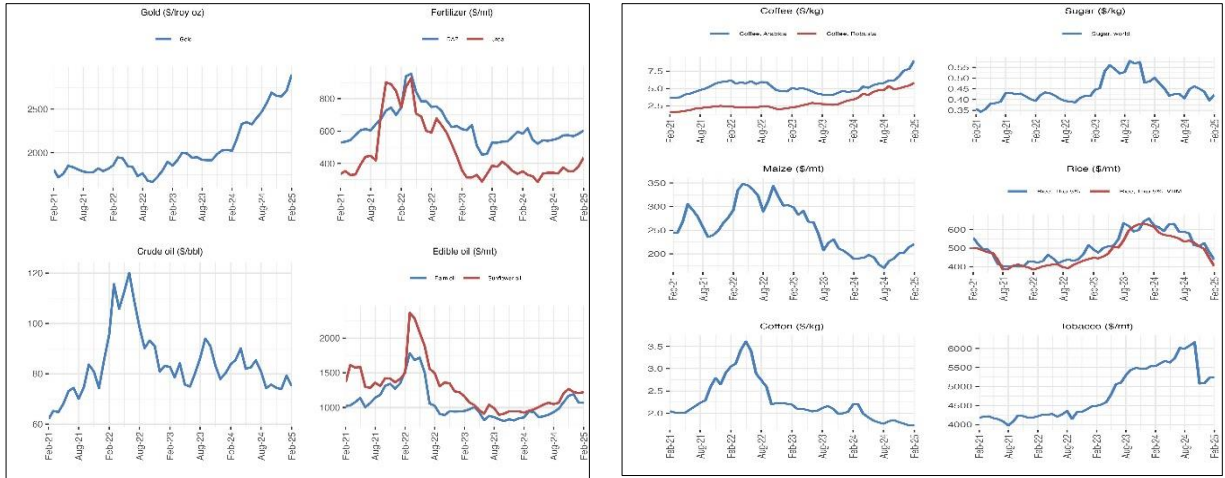 Gold ($/troy oz)
Gold
2500
2000
Feb-21 Aug-21 Feb-22 Aug-22 Feb-23 Aug-23 Feb-24 Aug-24 Feb-25
Fertilizer ($/mt)
DAP Urea
800
600
400
Feb-21 Aug-21 Feb-22 Aug-22 Feb-23 Aug-23 Feb-24 Aug-24 Feb-25
Crude oil ($/bbl)
120
100
80
60
Feb-21 Aug-21 Feb-22 Aug-22 Feb-23 Aug-23 Feb-24 Aug-24 Feb-25
Edible oil ($/mt)
Palm oil Sunflower oil
2000
1500
1000
Feb-21 Aug-21 Feb-22 Aug-22 Feb-23 Aug-23 Feb-24 Aug-24 Feb-25
Coffee ($/kg)
Coffee, Arabica Coffee, Robusta
7.5
5.0
2.5
Feb-21 Aug-21 Feb-22 Aug-22 Feb-23 Aug-23 Feb-24 Aug-24 Feb-25
Sugar ($/kg)
Sugar, world
0.55
0.50
0.45
0.40
0.35
Feb-21 Aug-21 Feb-22 Aug-22 Feb-23 Aug-23 Feb-24 Aug-24 Feb-25
Maize ($/mt)
350
300
250
200
Feb-21 Aug-21 Feb-22 Aug-22 Feb-23 Aug-23 Feb-24 Aug-24 Feb-25
Rice ($/mt)
Rice, Thai 5% Rice, Viet 5%, VNM
600
500
400
Feb-21 Aug-21 Feb-22 Aug-22 Feb-23 Aug-23 Feb-24 Aug-24 Feb-25
Cotton ($/kg)
3.5
3.0
2.5
2.0
Feb-21 Aug-21 Feb-22 Aug-22 Feb-23 Aug-23 Feb-24 Aug-24 Feb-25
Tobacco ($/mt)
6000
5500
5000
4500
4000
Feb-21 Aug-21 Feb-22 Aug-22 Feb-23 Aug-23 Feb-24 Aug-24 Feb-25